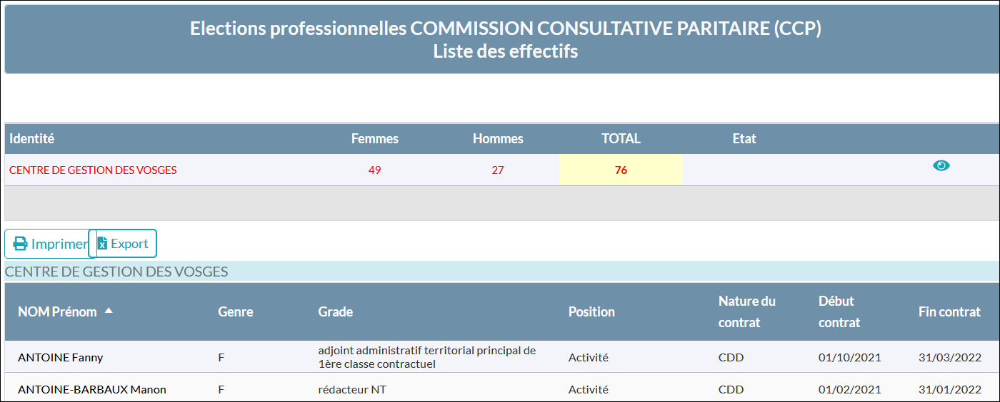 Elections professionnelles COMMISSION CONSULTATIVE PARITAIRE (CCP)
Liste des effectifs
Identité Femmes Hommes TOTAL Etat
CENTRE DE GESTION DES VOSGES 49 27 76
Imprimer Export
CENTRE DE GESTION DES VOSGES
NOM Prénom Genre Grade Position Nature du contrat Début contrat Fin contrat
ANTOINE Fanny F adjoint administratif territorial principal de 1ère classe contractuel Activité CDD 01/10/2021 31/03/2022
ANTOINE-BARBAUX Manon F rédacteur NT Activité CDD 01/02/2021 31/01/2022